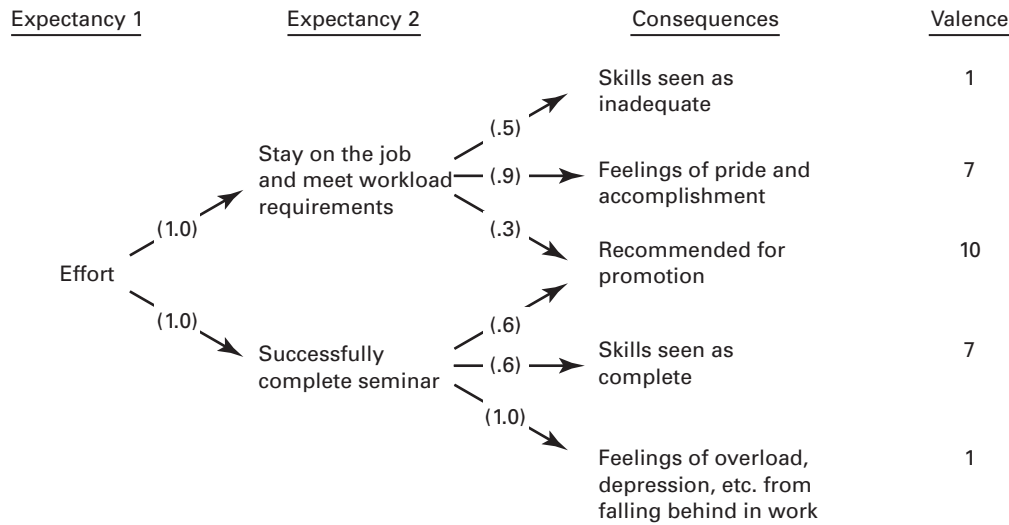 Expectancy 1 Expectancy 2 Consequences Valence
Skills seen as
inadequate
1
(.5)
Stay on the job
and meet workload
requirements
(.9)
Feelings of pride and
accomplishment
7
(1.0)
(.3)
Recommended for
promotion
10
Effort
(1.0)
(.6)
Successfully
complete seminar
(.6)
Skills seen as
complete
7
(1.0)
Feelings of overload,
depression, etc. from
falling behind in work
1